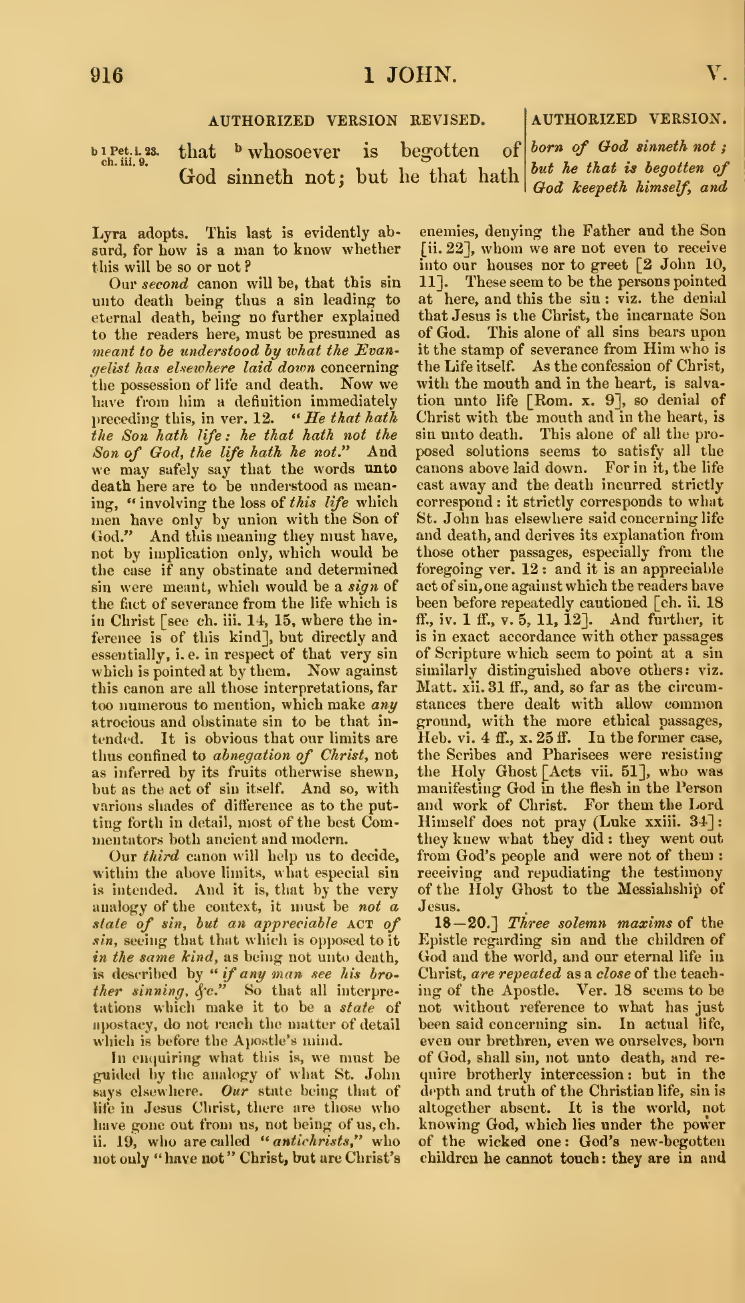 916
1 JOHN.
V.
AUTHORIZED VERSION REVISED.
b 1 Pet. i. 23.
ch. iii. 9.
that b whosoever is begotten of
God sinneth not; but he that hath
AUTHORIZED VERSION.
born of God sinneth not ;
but he that is begotten of
God keepeth himself, and
Lyra adopts. This last is evidently ab-
surd, for how is a man to know whether
this will be so or not?
Our second canon will be, that this sin
unto death being thus a sin leading to
eternal death, being no further explained
to the readers here, must be presumed as
meant to be understood by what the Evan-
gelist has elsewhere laid down concerning
the possession of life and death. Now we
have from him a definition immediately
preceding this, in ver. 12. “He that hath
the Son hath life: he that hath not the
Son of God, the life hath he not.” And
we may safely say that the words unto
death here are to be understood as mean-
ing, “involving the loss of this life which
men have only by union with the Son of
God.” And this meaning they must have,
not by implication only, which would be
the case if any obstinate and determined
sin were meant, which would be a sign of
the fact of severance from the life which is
in Christ [see ch. iii. 14, 15, where the in-
ference is of this kind], but directly and
essentially, i. e. in respect of that very sin
which is pointed at by them. Now against
this canon are all those interpretations, far
too numerous to mention, which make any
atrocious and obstinate sin to be that in-
tended. It is obvious that our limits are
thus confined to abnegation of Christ, not
as inferred by its fruits otherwise shewn,
but as the act of sin itself. And so, with
various shades of difference as to the put-
ting forth in detail, most of the best Com-
mentators both ancient and modern.
Our third canon will help us to decide,
within the above limits, what especial sin
is intended. And it is, that by the very
analogy of the context, it must be not a
state of sin, but an appreciable ACT of
sin, seeing that that which is opposed to it
in the same kind, as being not unto death,
is described by “if any man see his bro-
ther sinning, &c.” So that all interpre-
tations which make it to be a state of
apostacy, do not reach the matter of detail
which is before the Apostle's mind.
In enquiring what this is, we must be
guided by the analogy of what St. John
says elsewhere. Our state being that of
life in Jesus Christ, there are those who
have gone out from us, not being of us, ch.
ii. 19, who are called “antichrists,” who
not only “have not” Christ, but are Christ's
enemies, denying the Father and the Son
[ii. 22], whom we are not even to receive
into our houses nor to greet [2 John 10,
11]. These seem to be the persons pointed
at here, and this the sin: viz. the denial
that Jesus is the Christ, the incarnate Son
of God. This alone of all sins bears upon
it the stamp of severance from Him who is
the Life itself. As the confession of Christ,
with the mouth and in the heart, is salva-
tion unto life [Rom. x. 9], so denial of
Christ with the mouth and in the heart, is
sin unto death. This alone of all the pro-
posed solutions seems to satisfy all the
canons above laid down. For in it, the life
cast away and the death incurred strictly
correspond: it strictly corresponds to what
St. John has elsewhere said concerning life
and death, and derives its explanation from
those other passages, especially from the
foregoing ver. 12: and it is an appreciable
act of sin, one against which the readers have
been before repeatedly cautioned [ch. ii. 18
ff., iv. 1 ff., v. 5, 11, 12]. And further, it
is in exact accordance with other passages
of Scripture which seem to point at a sin
similarly distinguished above others: viz.
Matt. xii. 31 ff., and, so far as the circum-
stances there dealt with allow common
ground, with the more ethical passages,
Heb. vi. 4 ff., x. 25 ff. In the former case,
the Scribes and Pharisees were resisting
the Holy Ghost [Acts vii. 51], who was
manifesting God in the flesh in the Person
and work of Christ. For them the Lord
Himself does not pray (Luke xxiii. 34]:
they knew what they did: they went out
from God's people and were not of them:
receiving and repudiating the testimony
of the Holy Ghost to the Messiahship of
Jesus.
18—20.] Three solemn maxims of the
Epistle regarding sin and the children of
God and the world, and our eternal life in
Christ, are repeated as a close of the teach-
ing of the Apostle. Ver. 18 seems to be
not without reference to what has just
been said concerning sin. In actual life,
even our brethren, even we ourselves, born
of God, shall sin, not unto death, and re-
quire brotherly intercession: but in the
depth and truth of the Christian life, sin is
altogether absent. It is the world, not
knowing God, which lies under the power
of the wicked one: God's new-begotten
children he cannot touch: they are in and